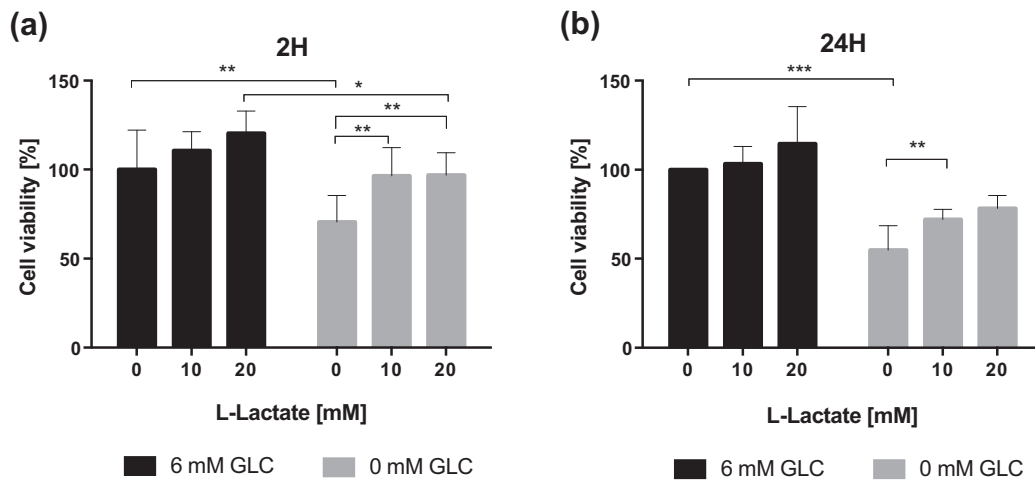 (a)
2H
**
*
**
**
150
100
50
0
Cell viability [%]
0 10 20 0 10 20
L-Lactate [mM]
6 mM GLC 0 mM GLC
(b)
24H
***
**
150
100
50
0
Cell viability [%]
0 10 20 0 10 20
L-Lactate [mM]
6 mM GLC 0 mM GLC